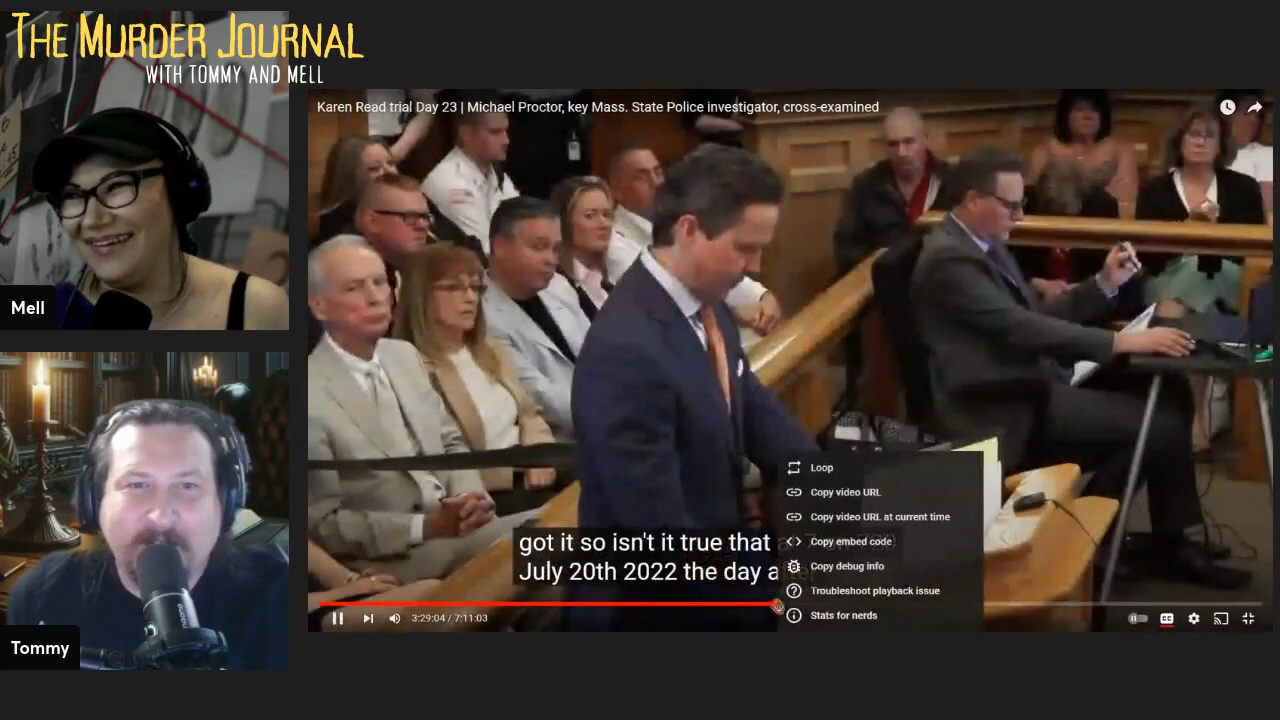 THE MURDER JOURNAL
WITH TOMMY AND MELL
Karen Read trial Day 23 | Michael Proctor, key Mass. State Police investigator, cross-examined
Mell
Loop
Copy video URL
Copy video URL at current time
Copy embed code
Copy debug info
Troubleshoot playback issue
Stats for nerds
got it so isn't it true that
July 20th 2022 the day
3:29:04 / 7:11:03
CC
Tommy